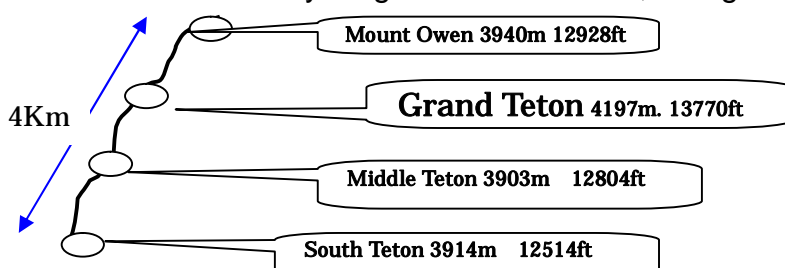 Mount Owen 3940m 12928ft
Grand Teton 4197m. 13770ft
4Km
Middle Teton 3903m 12804ft
South Teton 3914m 12514ft